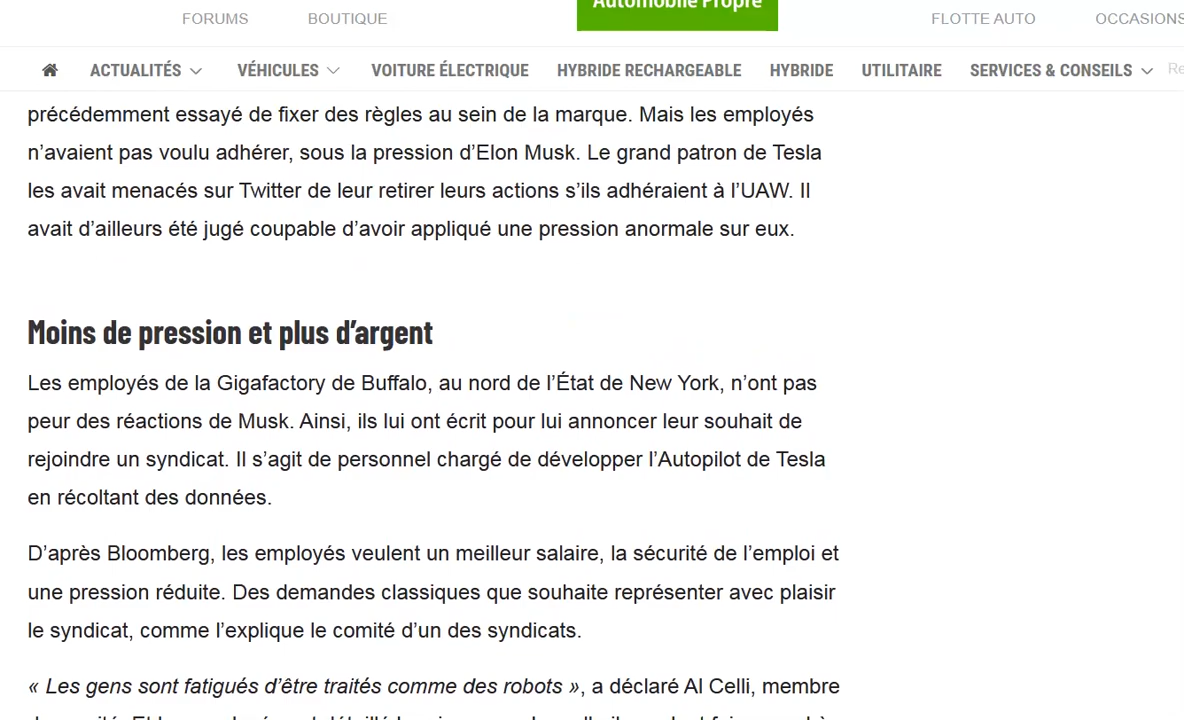 Automobile Propre
FORUMS BOUTIQUE FLOTTE AUTO OCCASIONS
ACTUALITÉS VÉHICULES VOITURE ÉLECTRIQUE HYBRIDE RECHARGEABLE HYBRIDE UTILITAIRE SERVICES & CONSEILS Re
précédemment essayé de fixer des règles au sein de la marque. Mais les employés
n’avaient pas voulu adhérer, sous la pression d’Elon Musk. Le grand patron de Tesla
les avait menacés sur Twitter de leur retirer leurs actions s’ils adhéraient à l’UAW. Il
avait d’ailleurs été jugé coupable d’avoir appliqué une pression anormale sur eux.
Moins de pression et plus d’argent
Les employés de la Gigafactory de Buffalo, au nord de l’État de New York, n’ont pas
peur des réactions de Musk. Ainsi, ils lui ont écrit pour lui annoncer leur souhait de
rejoindre un syndicat. Il s’agit de personnel chargé de développer l’Autopilot de Tesla
en récoltant des données.
D’après Bloomberg, les employés veulent un meilleur salaire, la sécurité de l’emploi et
une pression réduite. Des demandes classiques que souhaite représenter avec plaisir
le syndicat, comme l’explique le comité d’un des syndicats.
« Les gens sont fatigués d’être traités comme des robots », a déclaré Al Celli, membre